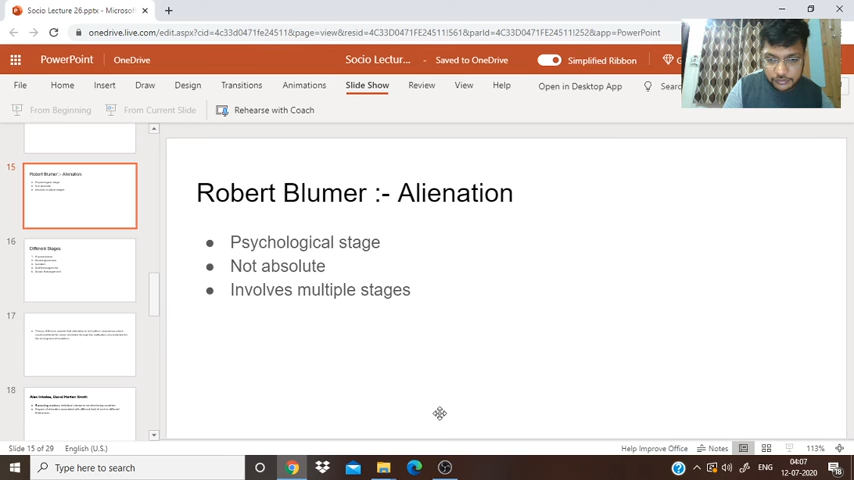 Socio Lecture 26.pptx - Microsoft
onedrive.live.com/edit.aspx?cid=4c33d0471fe24511&page=view&resid=4C33D0471FE24511!561&parId=4C33D0471FE24511!252&app=PowerPoint
PowerPoint OneDrive Socio Lectur... Saved to OneDrive Simplified Ribbon
File Home Insert Draw Design Transitions Animations Slide Show Review View Help Open in Desktop App
From Beginning From Current Slide Rehearse with Coach
15
Robert Blumer :- Alienation
16
Different Stages
17
18
Alex Inkeles, David Horton Smith
Robert Blumer :- Alienation
● Psychological stage
● Not absolute
● Involves multiple stages
Slide 15 of 29 English (U.S.) Help Improve Office Notes 113%
Type here to search ENG 04:07
12-07-2020 18